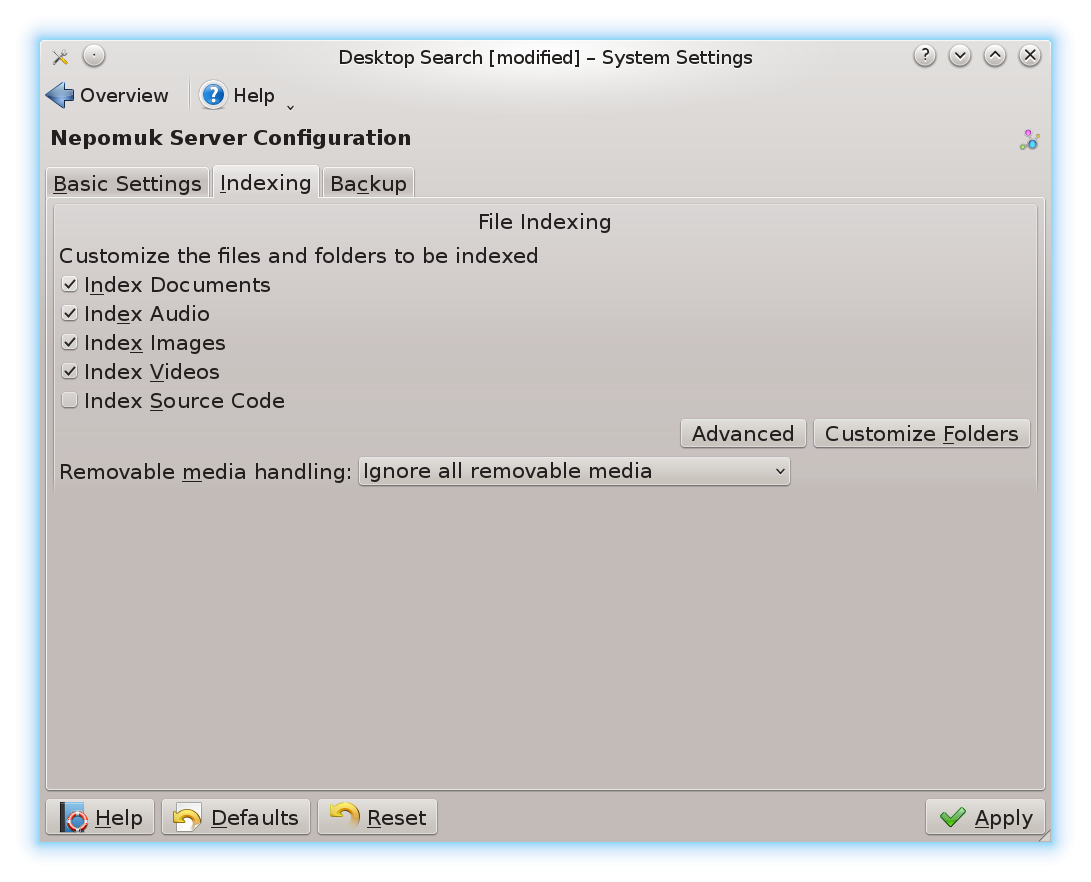 Desktop Search [modified] – System Settings
Overview Help
Nepomuk Server Configuration
Basic Settings Indexing Backup
File Indexing
Customize the files and folders to be indexed
Index Documents
Index Audio
Index Images
Index Videos
Index Source Code
Advanced Customize Folders
Removable media handling: Ignore all removable media
Help Defaults Reset Apply